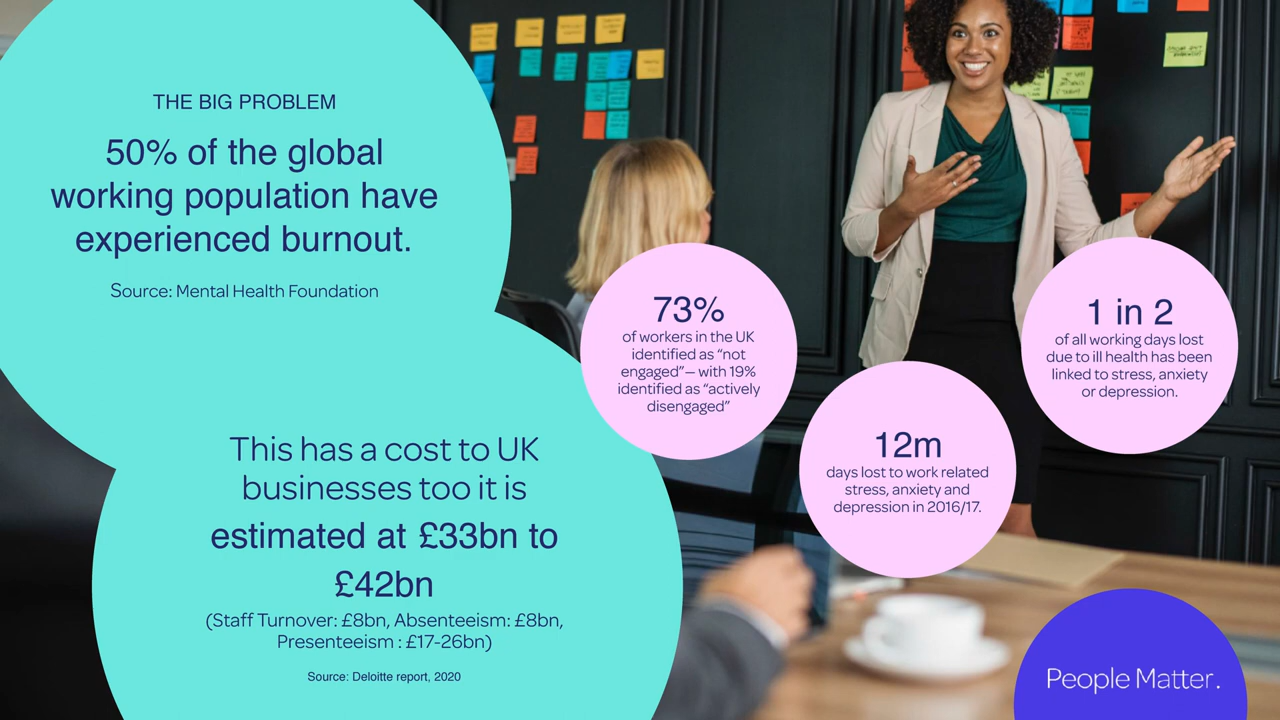 THE BIG PROBLEM
50% of the global
working population have
experienced burnout.
Source: Mental Health Foundation
This has a cost to UK
businesses too it is
estimated at £33bn to
£42bn
(Staff Turnover: £8bn, Absenteeism: £8bn,
Presenteeism : £17-26bn)
Source: Deloitte report, 2020
73%
of workers in the UK
identified as “not
engaged”— with 19%
identified as “actively
disengaged”
12m
days lost to work related
stress, anxiety and
depression in 2016/17.
1 in 2
of all working days lost
due to ill health has been
linked to stress, anxiety
or depression.
People Matter.